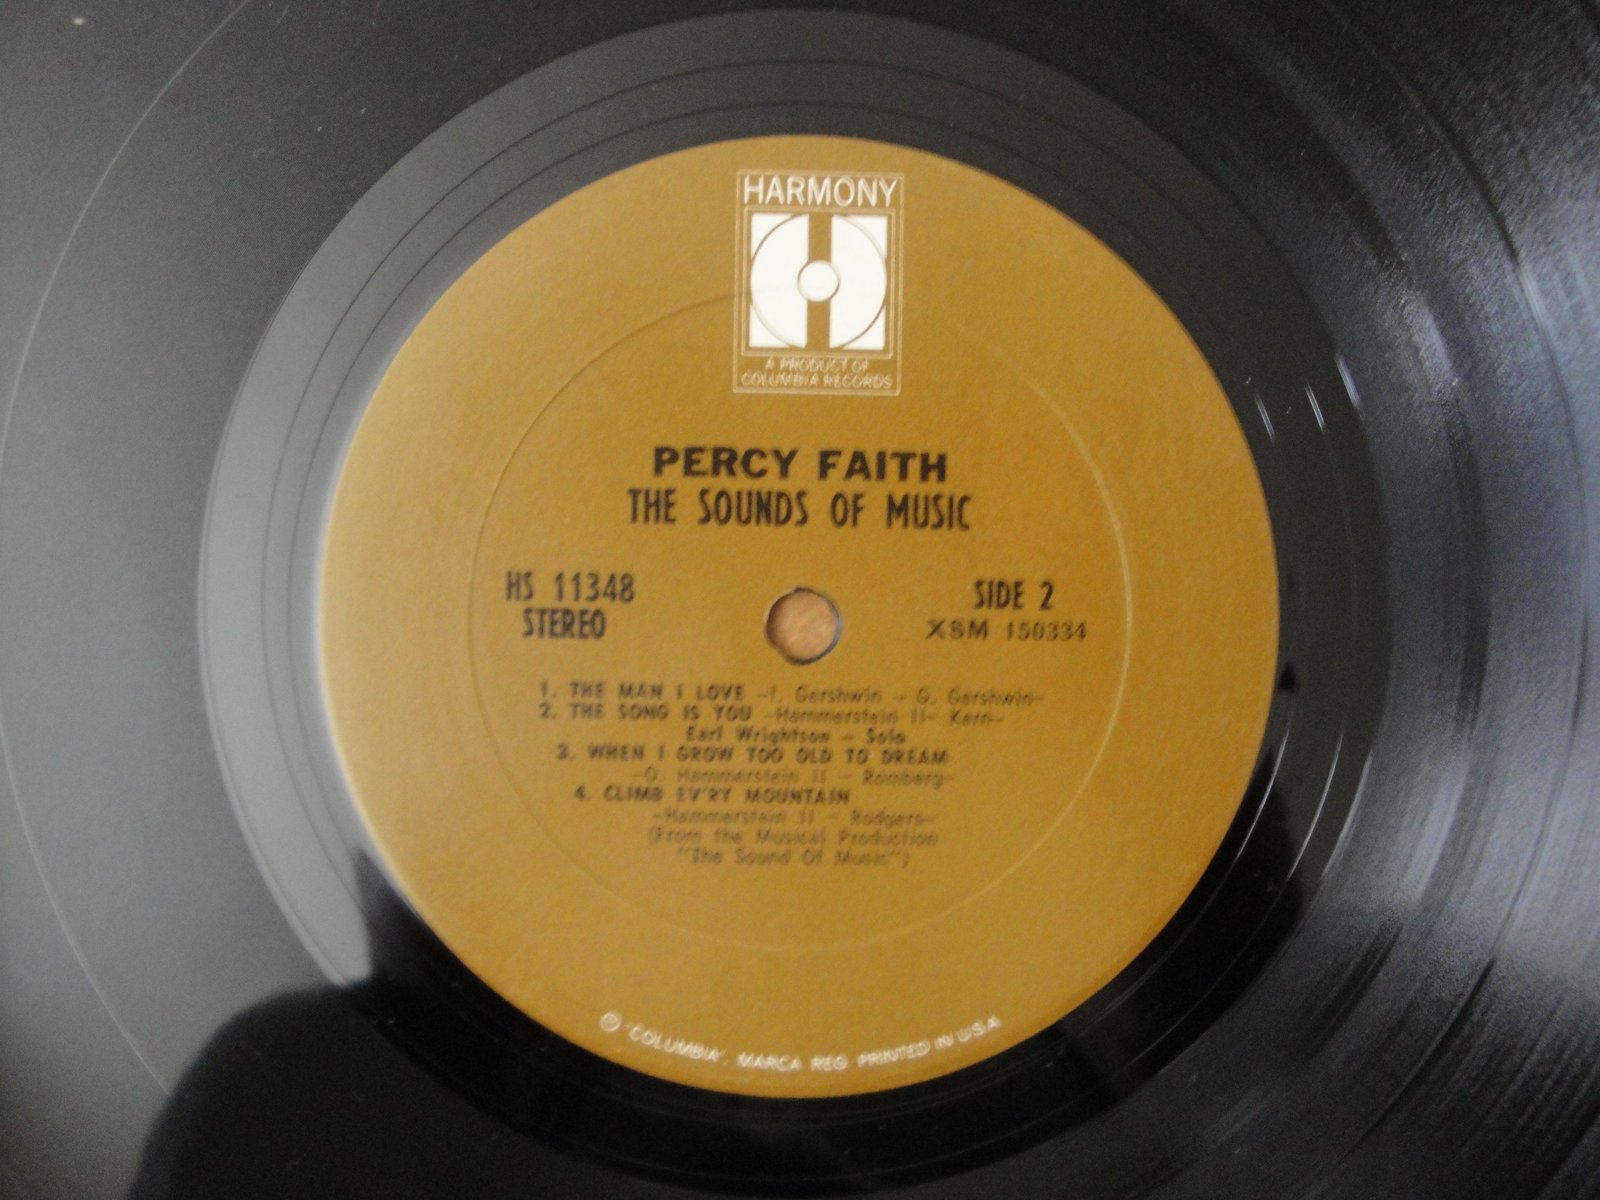 HARMONY
A PRODUCT OF
COLUMBIA RECORDS
PERCY FAITH
THE SOUNDS OF MUSIC
HS 11348
STEREO
SIDE 2
XSM 150334
1. THE MAN I LOVE -I. Gershwin - G. Gershwin-
2. THE SONG IS YOU -Hammerstein II- Kern-
Earl Wrightson - Solo
3. WHEN I GROW TOO OLD TO DREAM
-O. Hammerstein II - Romberg-
4. CLIMB EV'RY MOUNTAIN
-Hammerstein II - Rodgers-
(From the Musical Production
"The Sound Of Music")
Ⓟ "COLUMBIA", MARCA REG PRINTED IN U.S.A.